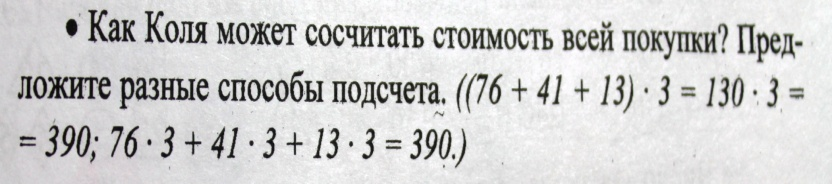 • Как Коля может сосчитать стоимость всей покупки? Пред-
ложите разные способы подсчета. ((76 + 41 + 13) · 3 = 130 · 3 =
= 390; 76 · 3 + 41 · 3 + 13 · 3 = 390.)